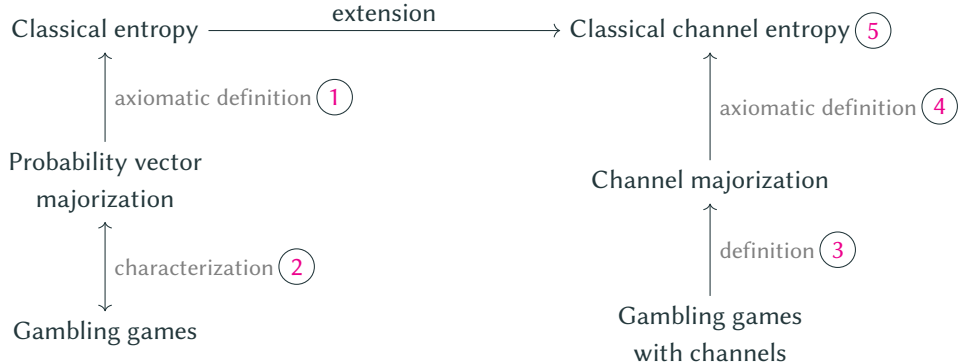 extension
Classical entropy
Classical channel entropy 5
axiomatic definition 1
axiomatic definition 4
Probability vector
majorization
Channel majorization
characterization 2
definition 3
Gambling games
Gambling games
with channels